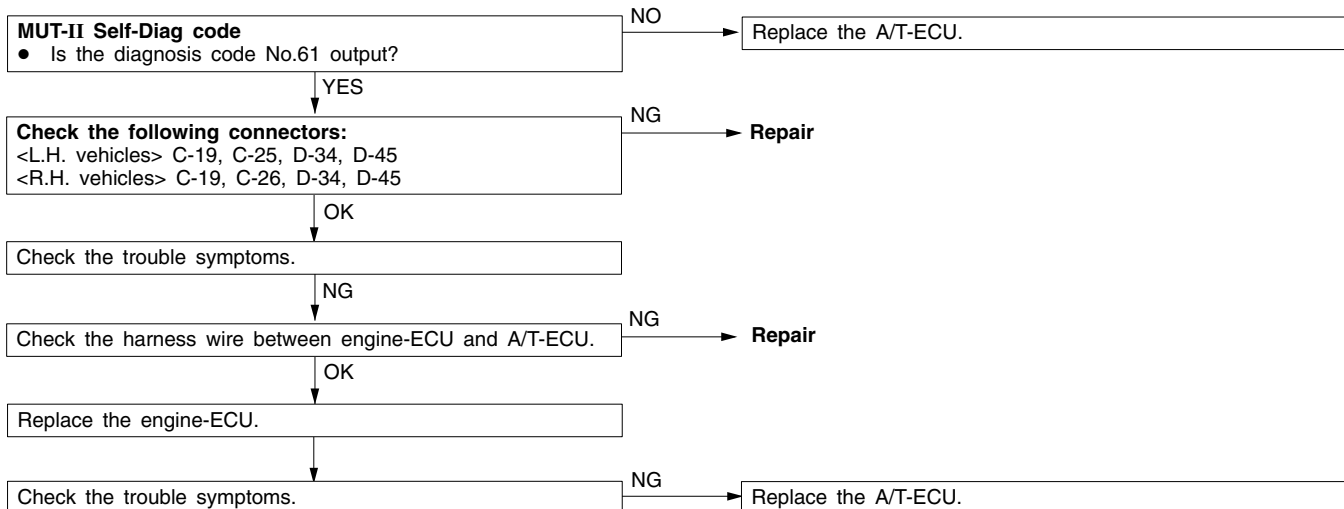 MUT-II Self-Diag code
NO
Replace the A/T-ECU.
● Is the diagnosis code No.61 output?
YES
Check the following connectors:
NG
Repair
<L.H. vehicles> C-19, C-25, D-34, D-45
<R.H. vehicles> C-19, C-26, D-34, D-45
OK
Check the trouble symptoms.
NG
Check the harness wire between engine-ECU and A/T-ECU.
NG
Repair
OK
Replace the engine-ECU.
Check the trouble symptoms.
NG
Replace the A/T-ECU.